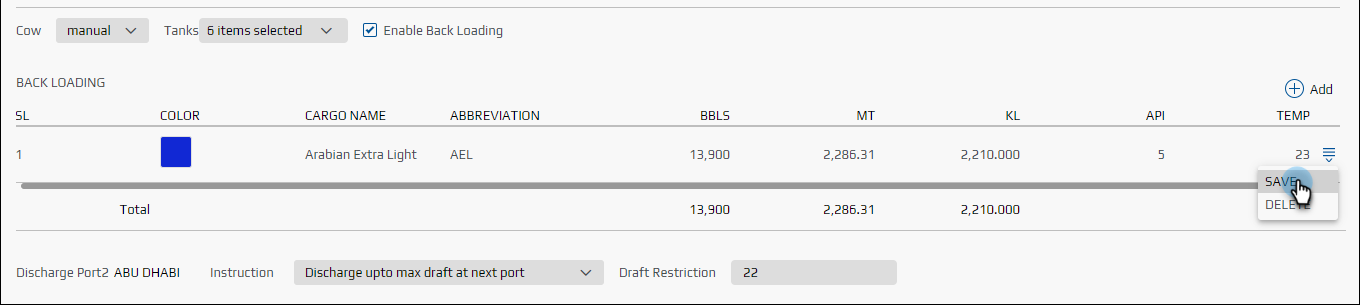 Cow manual Tanks 6 items selected Enable Back Loading
BACK LOADING
Add
SL COLOR CARGO NAME ABBREVIATION BBLS MT KL API TEMP
1 Arabian Extra Light AEL 13,900 2,286.31 2,210.000 5 23
SAVE
Total 13,900 2,286.31 2,210.000
DELETE
Discharge Port2 ABU DHABI Instruction Discharge upto max draft at next port Draft Restriction 22